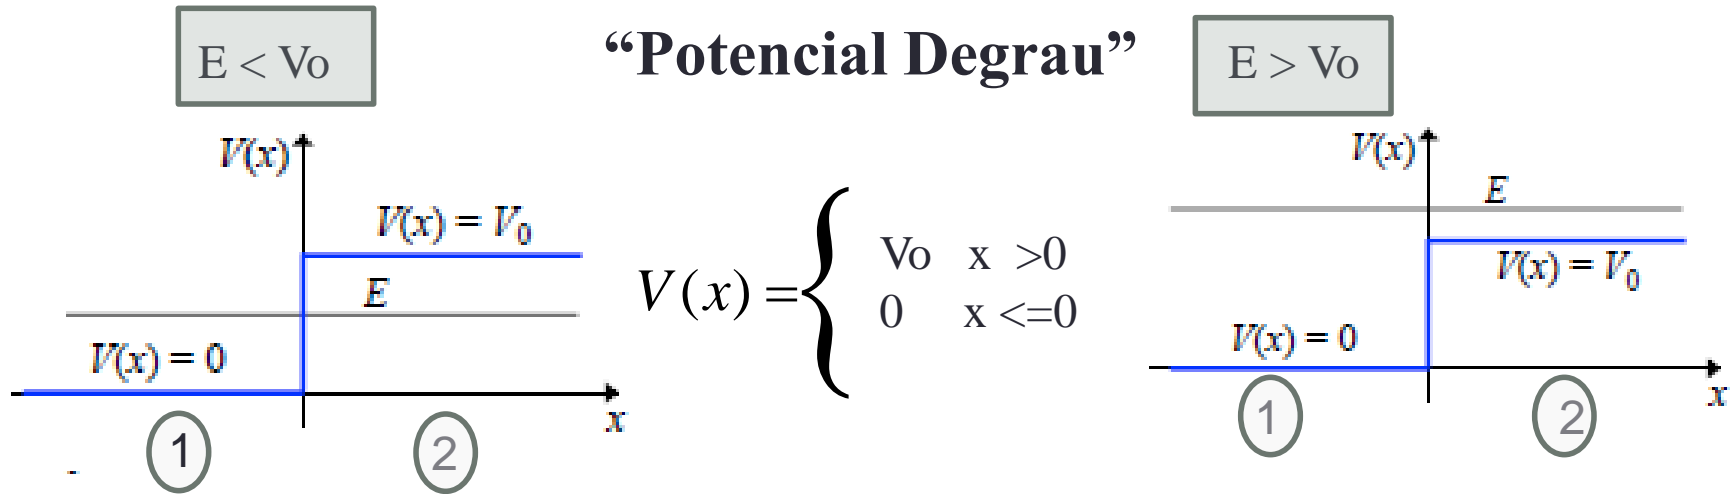 E < Vo
“Potencial Degrau”
E > Vo
V(x)
V(x) = V₀
E
V(x) = 0
x
1
2
V(x) = {
Vo x >0
0 x <=0
V(x)
E
V(x) = V₀
V(x) = 0
x
1
2